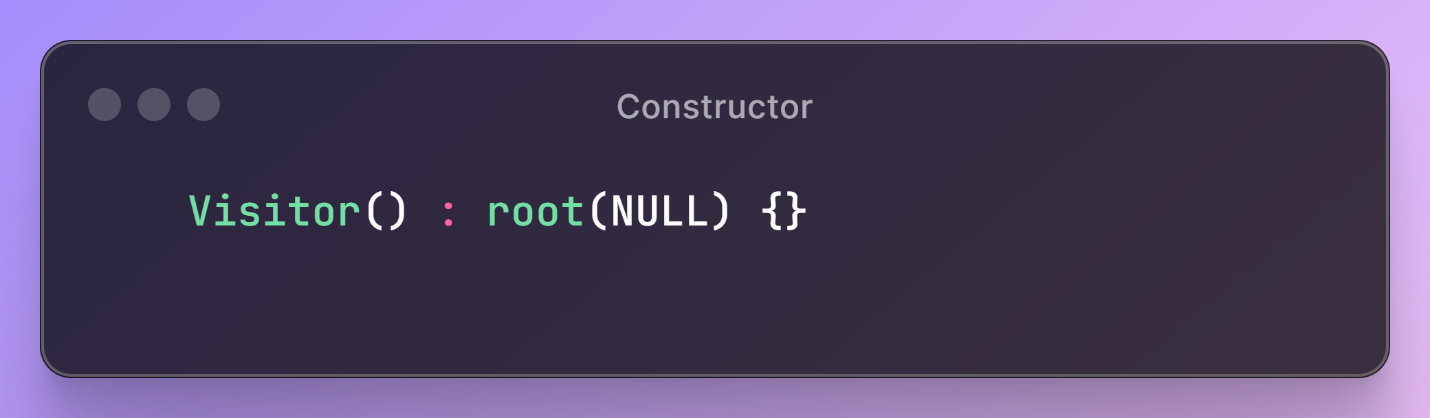 Constructor
Visitor() : root(NULL) {}